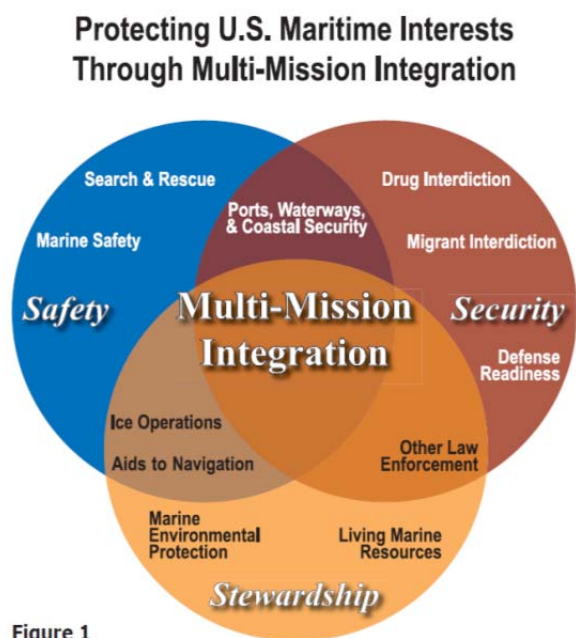 Protecting U.S. Maritime Interests
Through Multi-Mission Integration
Search & Rescue
Drug Interdiction
Ports, Waterways,
& Coastal Security
Marine Safety
Migrant Interdiction
Safety
Multi-Mission
Integration
Security
Defense
Readiness
Ice Operations
Aids to Navigation
Other Law
Enforcement
Marine
Environmental
Protection
Living Marine
Resources
Stewardship
Figure 1